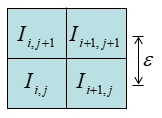 I_{i,j+1} I_{i+1,j+1}
ε
I_{i,j} I_{i+1,j}